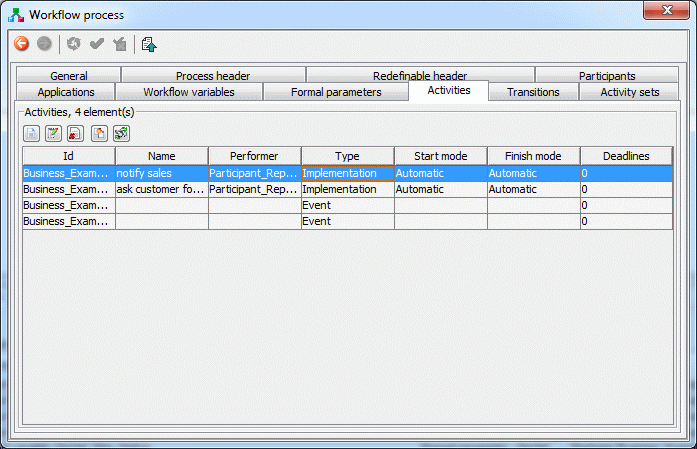 Workflow process
General Process header Redefinable header Participants
Applications Workflow variables Formal parameters Activities Transitions Activity sets
Activities, 4 element(s)
Id Name Performer Type Start mode Finish mode Deadlines
Business_Exam... notify sales Participant_Rep... Implementation Automatic Automatic 0
Business_Exam... ask customer fo... Participant_Rep... Implementation Automatic Automatic 0
Business_Exam... Event 0
Business_Exam... Event 0